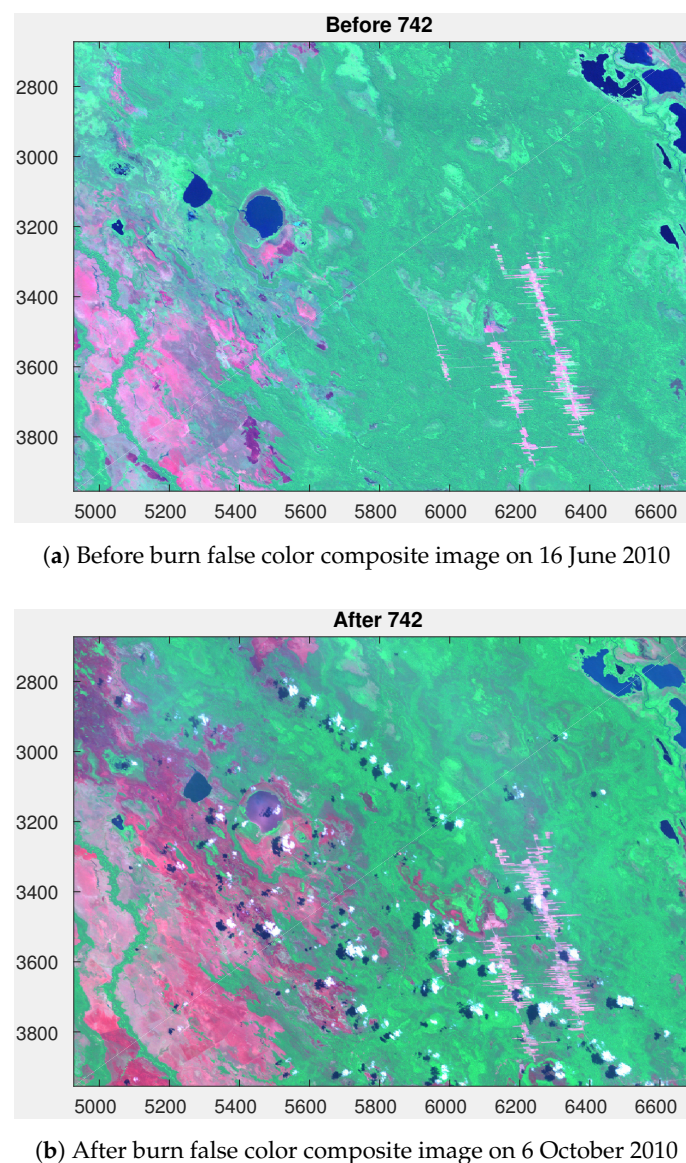 Before 742
2800
3000
3200
3400
3600
3800
5000 5200 5400 5600 5800 6000 6200 6400 6600
(a) Before burn false color composite image on 16 June 2010
After 742
2800
3000
3200
3400
3600
3800
5000 5200 5400 5600 5800 6000 6200 6400 6600
(b) After burn false color composite image on 6 October 2010